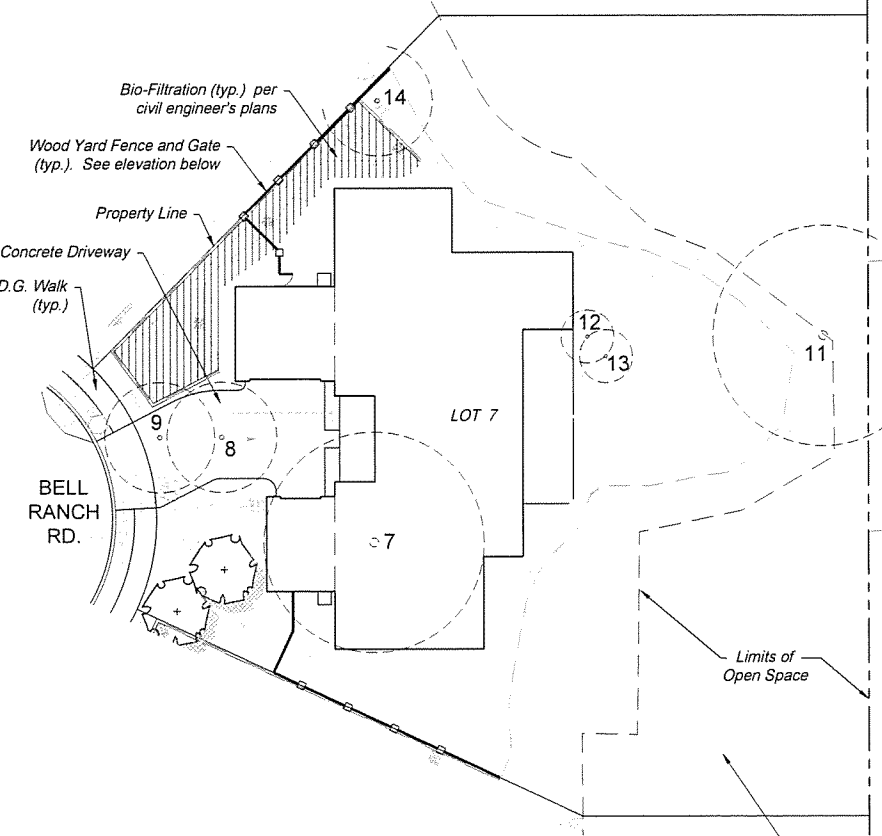 14
Bio-Filtration (typ.) per
civil engineer's plans
Wood Yard Fence and Gate
(typ.). See elevation below
Property Line
Concrete Driveway
D.G. Walk
(typ.)
12
13
11
LOT 7
9
8
BELL
RANCH
RD.
7
Limits of
Open Space